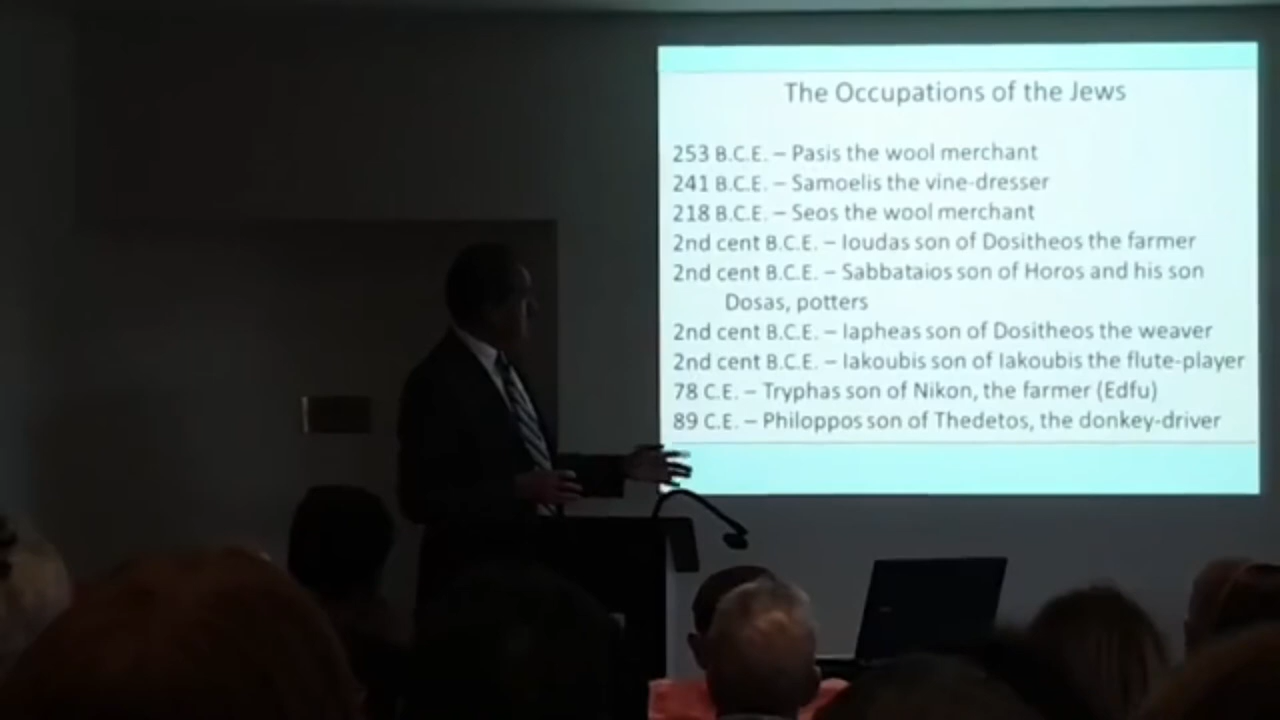 The Occupations of the Jews
253 B.C.E. – Pasis the wool merchant
241 B.C.E. – Samoelis the vine-dresser
218 B.C.E. – Seos the wool merchant
2nd cent B.C.E. – Ioudas son of Dositheos the farmer
2nd cent B.C.E. – Sabbataios son of Horos and his son
Dosas, potters
2nd cent B.C.E. – Iapheas son of Dositheos the weaver
2nd cent B.C.E. – Iakoubis son of Iakoubis the flute-player
78 C.E. – Tryphas son of Nikon, the farmer (Edfu)
89 C.E. – Philoppos son of Thedetos, the donkey-driver